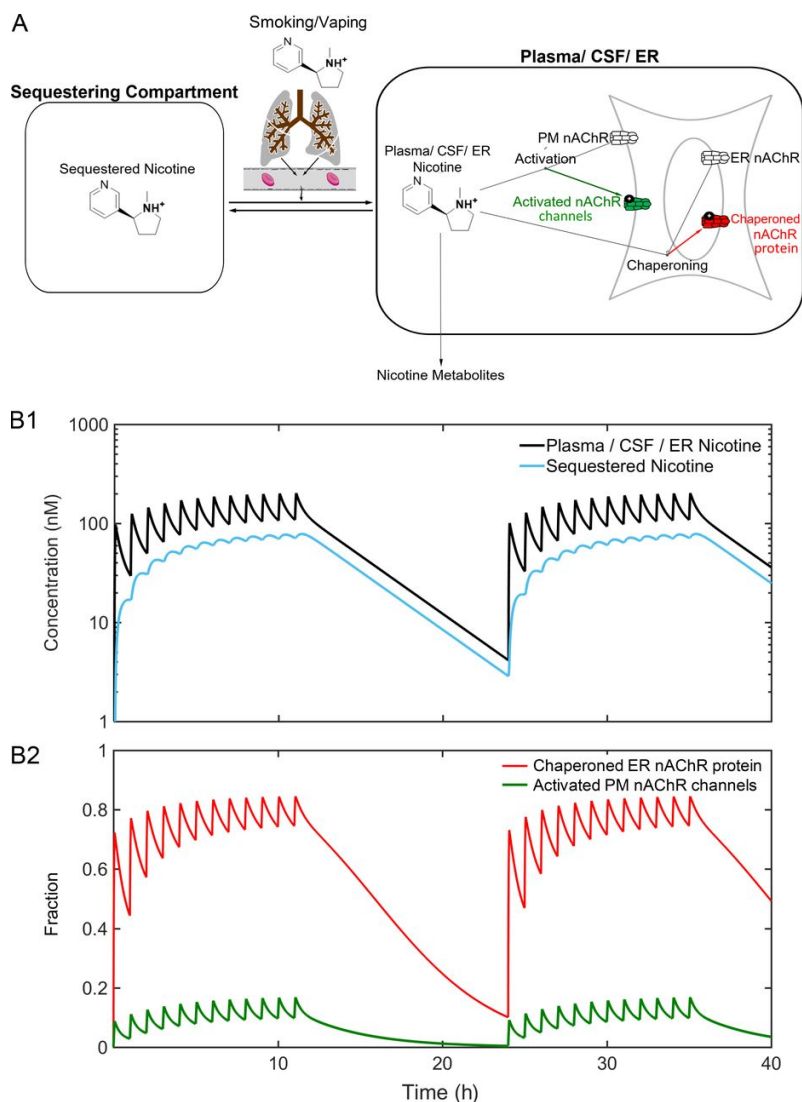 A
Smoking/Vaping
N
NH+
Plasma/ CSF/ ER
Sequestering Compartment
Sequestered Nicotine
N
NH+
Plasma/ CSF/ ER
Nicotine
N
NH+
PM nAChR
Activation
ER nAChR
Activated nAChR
channels
Chaperoned
nAChR
protein
Chaperoning
Nicotine Metabolites
B1
Concentration (nM)
1000
100
10
1
Plasma / CSF / ER Nicotine
Sequestered Nicotine
B2
Fraction
1
0.8
0.6
0.4
0.2
0
Chaperoned ER nAChR protein
Activated PM nAChR channels
10
20
30
40
Time (h)